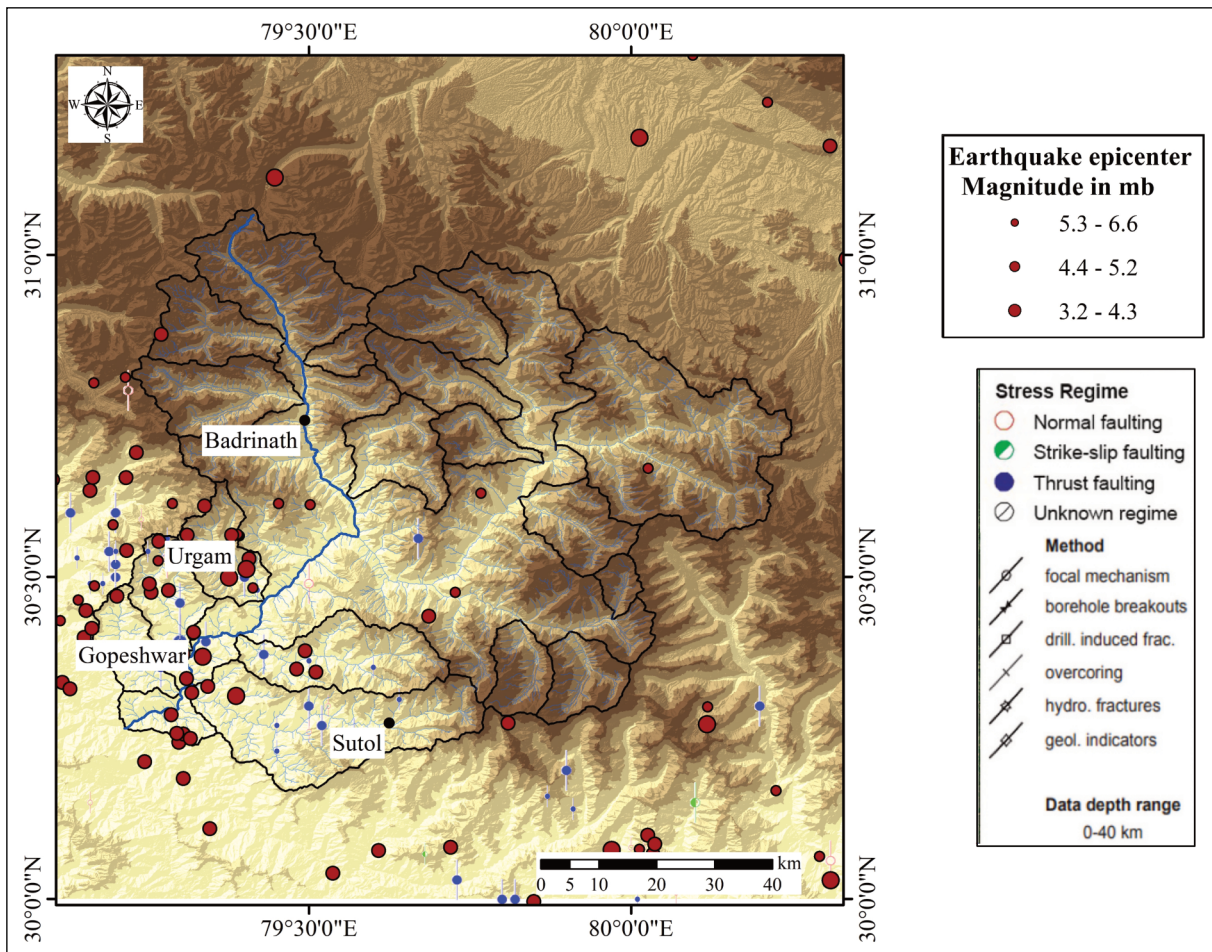 79°30'0"E
80°0'0"E
N
W
E
S
31°0'0"N
31°0'0"N
Badrinath
Urgam
30°30'0"N
30°30'0"N
Gopeshwar
Sutol
km
0 5 10 20 30 40
30°0'0"N
30°0'0"N
79°30'0"E
80°0'0"E
Earthquake epicenter
Magnitude in mb
5.3 - 6.6
4.4 - 5.2
3.2 - 4.3
Stress Regime
Normal faulting
Strike-slip faulting
Thrust faulting
Unknown regime
Method
focal mechanism
borehole breakouts
drill. induced frac.
overcoring
hydro. fractures
geol. indicators
Data depth range
0-40 km